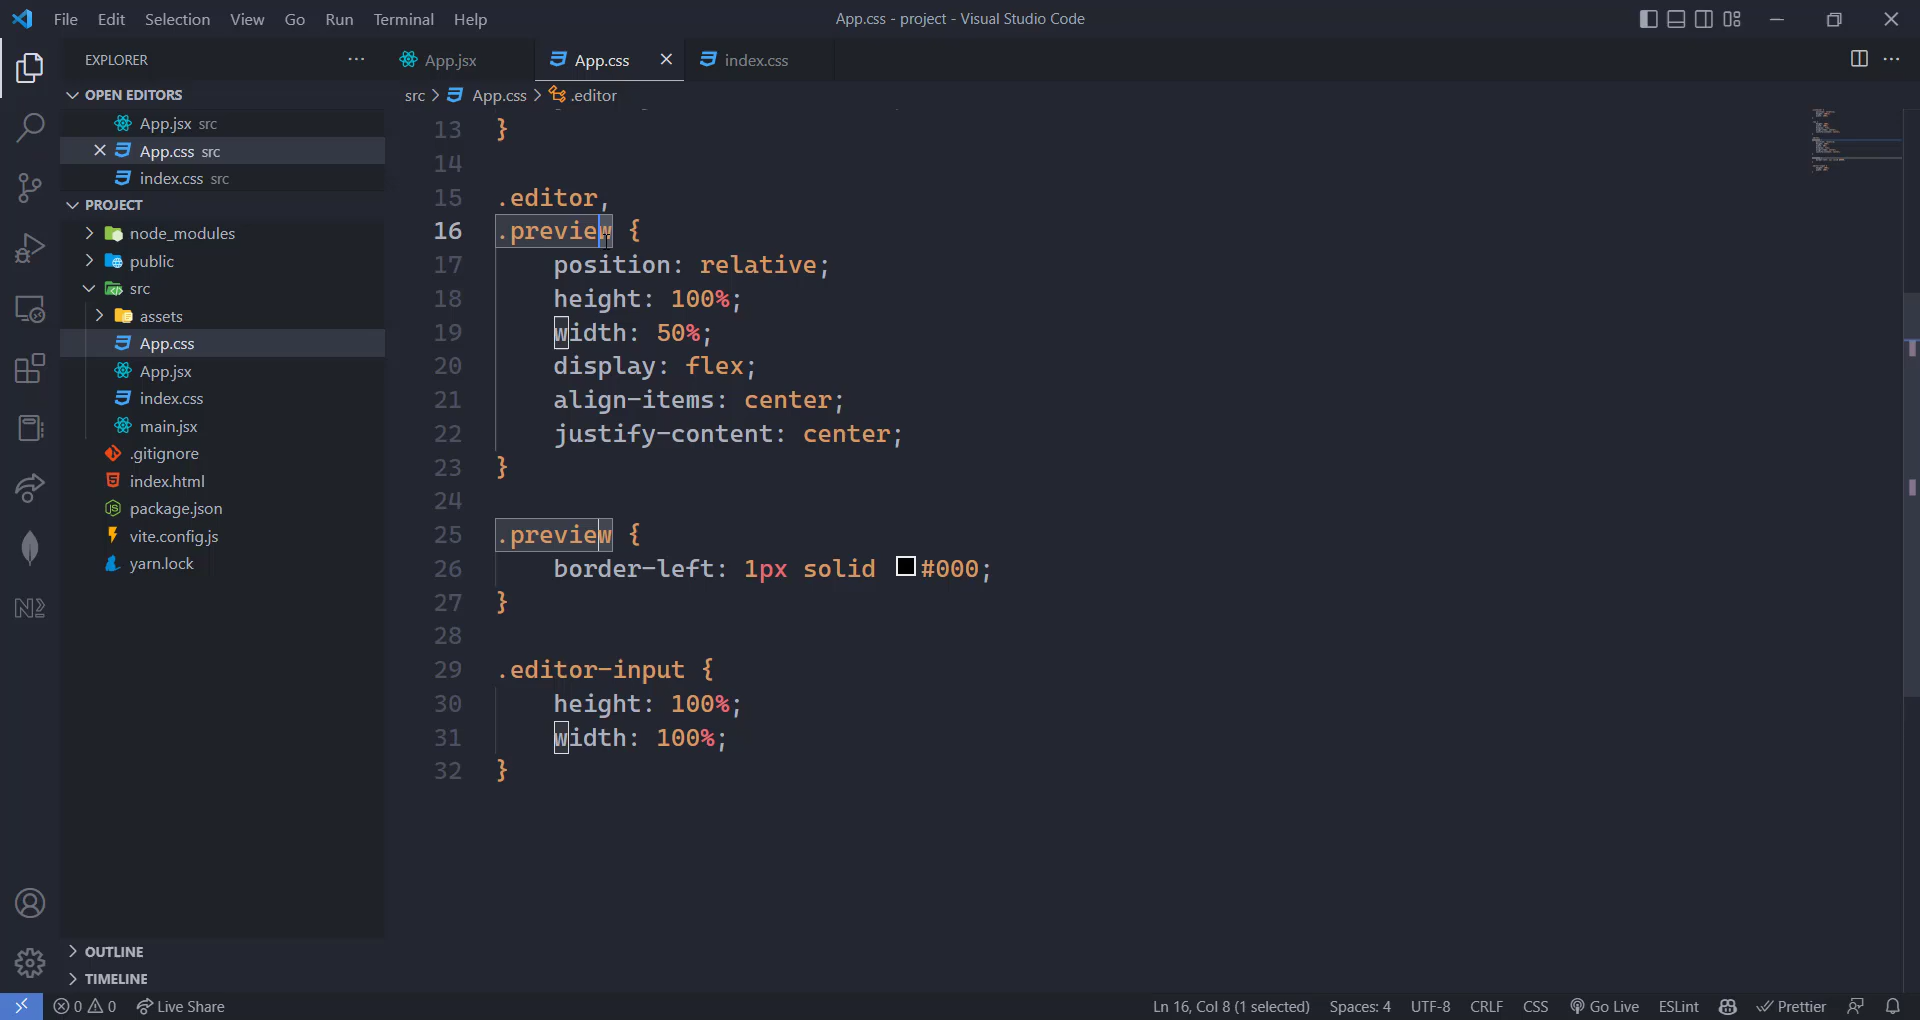 File Edit Selection View Go Run Terminal Help
App.css - project - Visual Studio Code
EXPLORER
App.jsx
App.css
index.css
OPEN EDITORS
App.jsx src
App.css src
index.css src
PROJECT
node_modules
public
src
assets
App.css
App.jsx
index.css
main.jsx
.gitignore
index.html
package.json
vite.config.js
yarn.lock
OUTLINE
TIMELINE
src > App.css > .editor
13 }
14
15 .editor,
16 .preview {
17 position: relative;
18 height: 100%;
19 width: 50%;
20 display: flex;
21 align-items: center;
22 justify-content: center;
23 }
24
25 .preview {
26 border-left: 1px solid #000;
27 }
28
29 .editor-input {
30 height: 100%;
31 width: 100%;
32 }
0 0 Live Share
Ln 16, Col 8 (1 selected) Spaces: 4 UTF-8 CRLF CSS Go Live ESLint Prettier